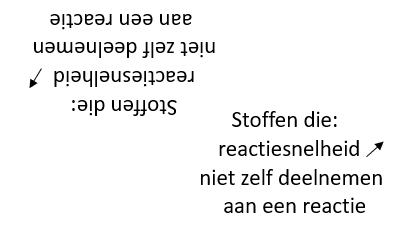 Stoffen die:
reactiesnelheid ↗
niet zelf deelnemen
aan een reactie
Stoffen die:
reactiesnelheid ↗
niet zelf deelnemen
aan een reactie